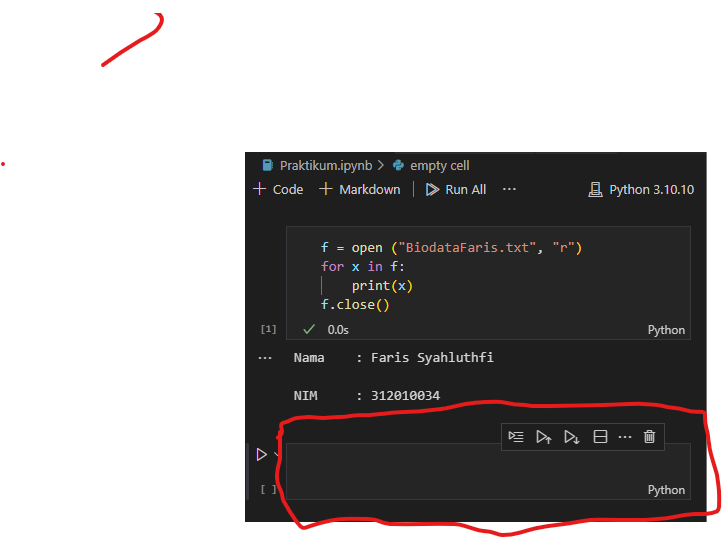 Praktikum.ipynb > empty cell
+ Code + Markdown | Run All ... Python 3.10.10
f = open ("BiodataFaris.txt", "r")
for x in f:
    print(x)
f.close()
[1] ✓ 0.0s Python
... Nama    : Faris Syahluthfi
NIM     : 312010034
...
[ ] Python